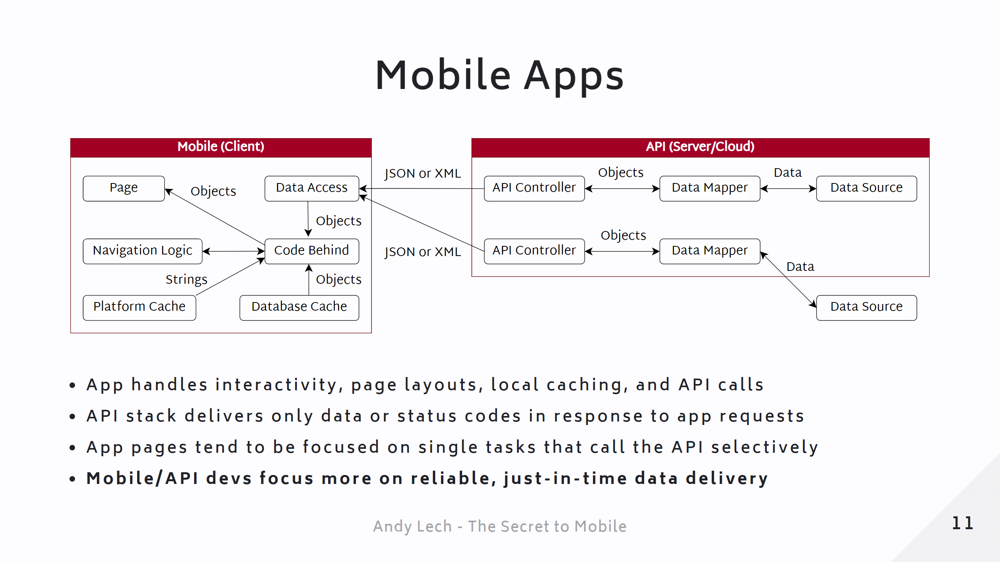 Mobile Apps
Mobile (Client)
Page
Objects
Data Access
Objects
Navigation Logic
Code Behind
Strings
Objects
Platform Cache
Database Cache
JSON or XML
JSON or XML
API (Server/Cloud)
API Controller
Objects
Data Mapper
Data
Data Source
API Controller
Objects
Data Mapper
Data
Data Source
• App handles interactivity, page layouts, local caching, and API calls
• API stack delivers only data or status codes in response to app requests
• App pages tend to be focused on single tasks that call the API selectively
• Mobile/API devs focus more on reliable, just-in-time data delivery
Andy Lech - The Secret to Mobile
11